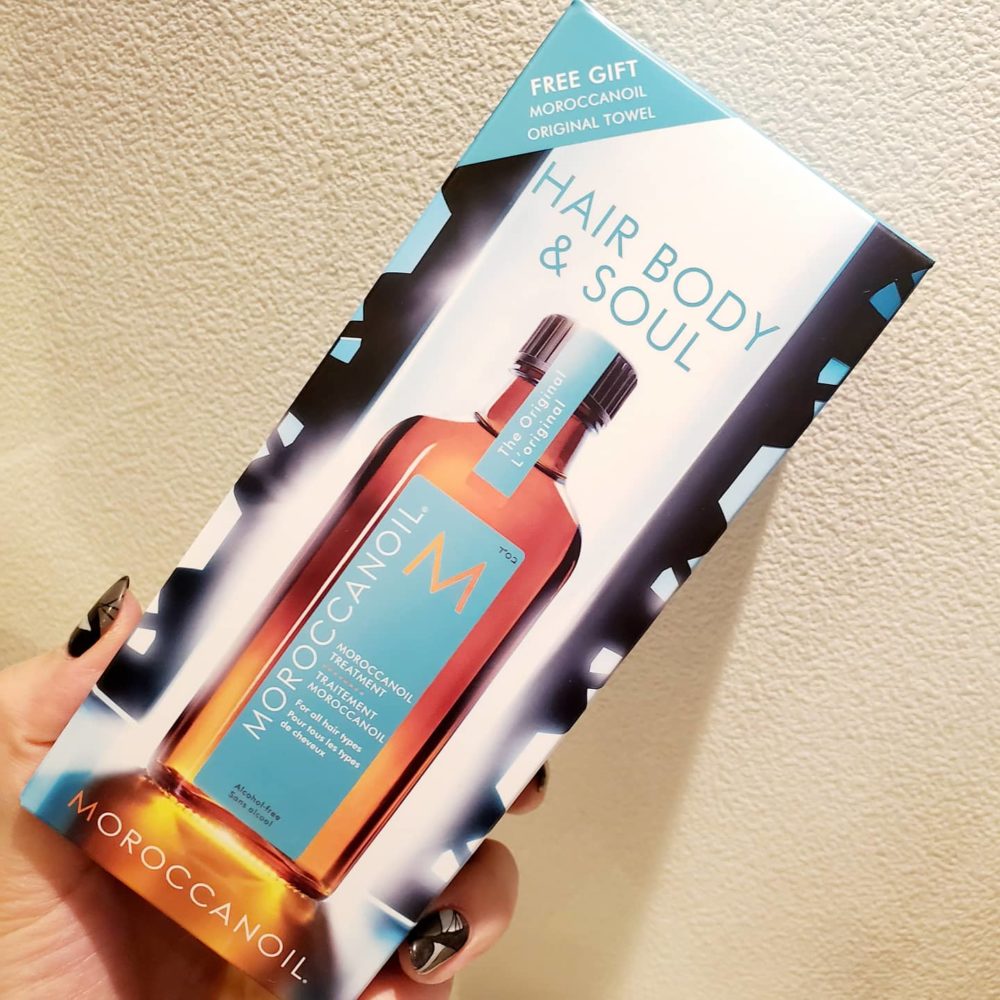 FREE GIFT
MOROCCANOIL
ORIGINAL TOWEL
HAIR BODY
& SOUL
The Original
L'original
MOROCCANOIL®
M
בס"ד
MOROCCANOIL
TREATMENT
TRAITEMENT
MOROCCANOIL
For all hair types
Pour tous les types
de cheveux
Alcohol-free
Sans alcool
MOROCCANOIL®